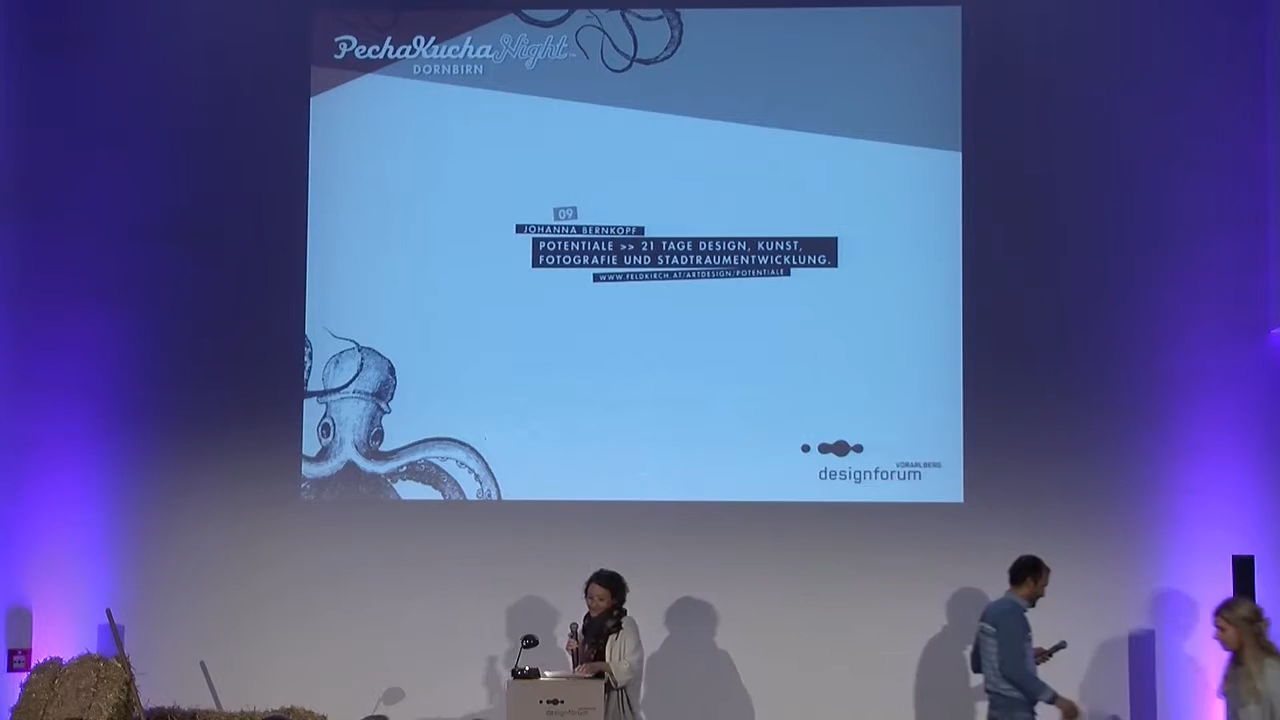 PechaKucha Night
DORNBIRN
09
JOHANNA BERNKOPF
POTENTIALE >> 21 TAGE DESIGN, KUNST,
FOTOGRAFIE UND STADTRAUMENTWICKLUNG.
WWW.FELDKIRCH.AT/ARTDESIGN/POTENTIALE
VORARLBERG
designforum
designforum